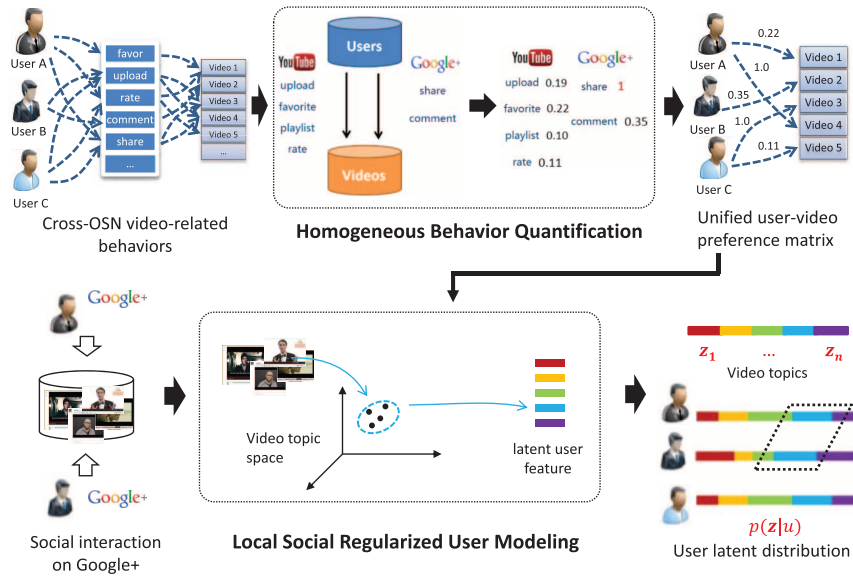 User A
User B
User C
favor
upload
rate
comment
share
...
Video 1
Video 2
Video 3
Video 4
Video 5
...
Cross-OSN video-related
behaviors
YouTube
upload
favorite
playlist
rate
Users
Videos
Google+
share
comment
YouTube
upload 0.19
favorite 0.22
playlist 0.10
rate 0.11
Google+
share 1
comment 0.35
Homogeneous Behavior Quantification
User A
User B
User C
0.22
1.0
0.35
1.0
0.11
Video 1
Video 2
Video 3
Video 4
Video 5
Unified user-video
preference matrix
Google+
Google+
Social interaction
on Google+
Video topic
space
latent user
feature
Local Social Regularized User Modeling
z1 ... zn
Video topics
p(z|u)
User latent distribution